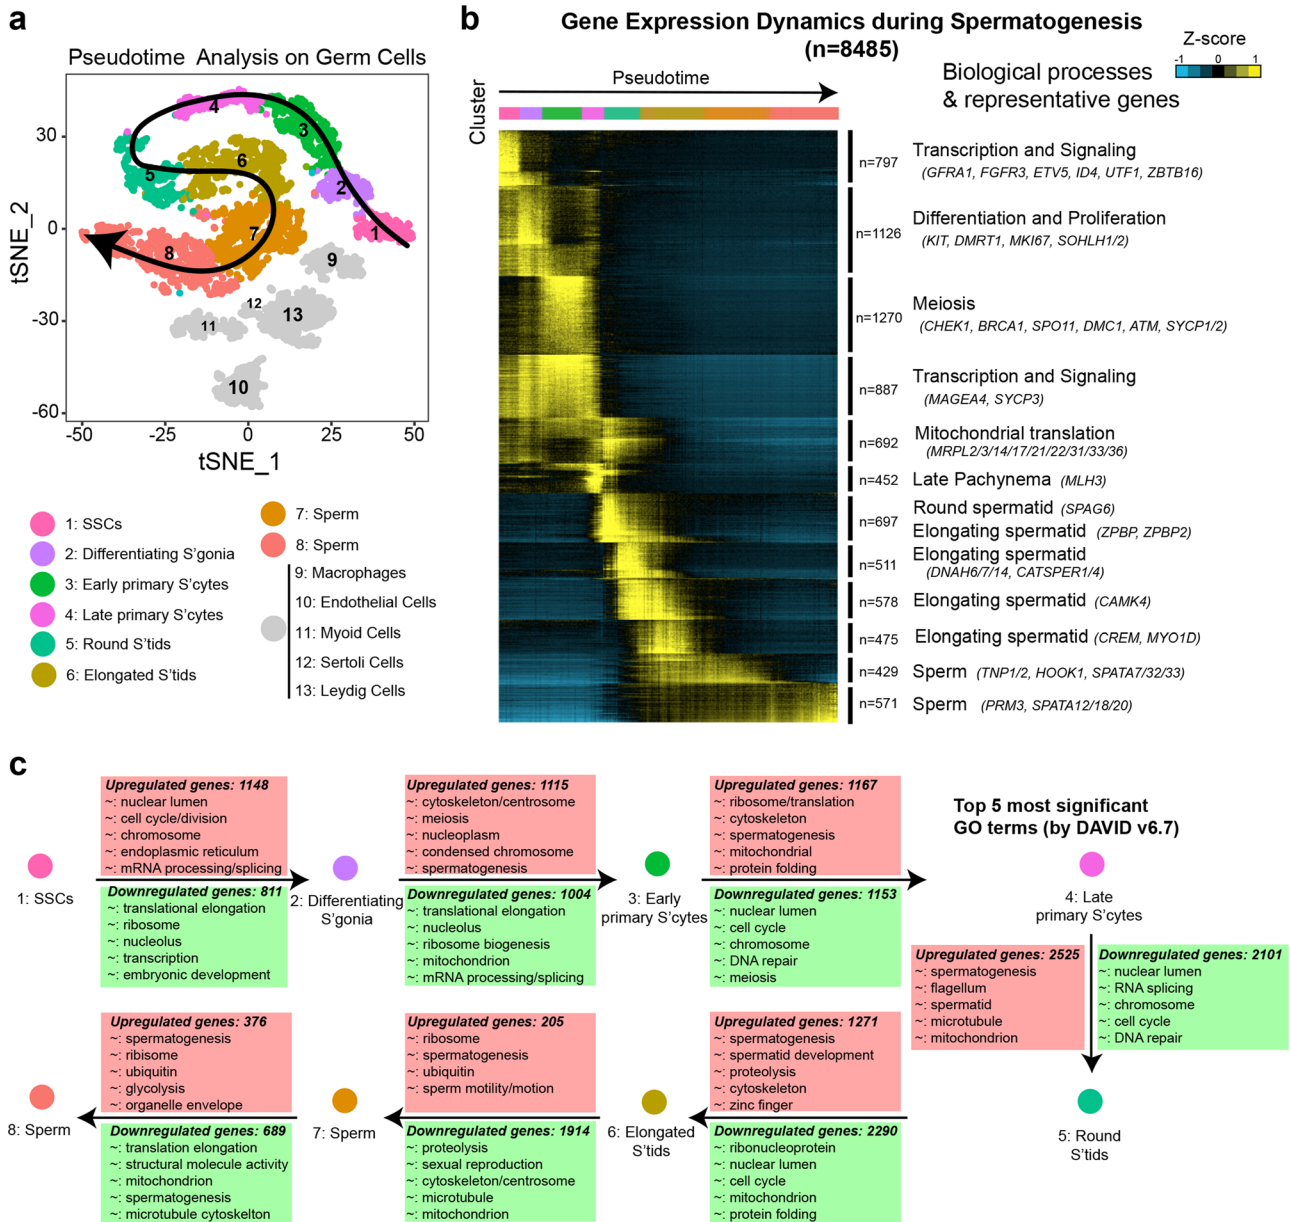 a
Pseudotime Analysis on Germ Cells
tSNE_2
30
0
-30
-60
-50
-25
0
25
50
tSNE_1
1
2
3
4
5
6
7
8
9
10
11
12
13
1: SSCs
2: Differentiating S'gonia
3: Early primary S'cytes
4: Late primary S'cytes
5: Round S'tids
6: Elongated S'tids
7: Sperm
8: Sperm
9: Macrophages
10: Endothelial Cells
11: Myoid Cells
12: Sertoli Cells
13: Leydig Cells
b
Gene Expression Dynamics during Spermatogenesis
(n=8485)
Z-score
-1 0 1
Pseudotime
Cluster
Biological processes
& representative genes
n=797
Transcription and Signaling
(GFRA1, FGFR3, ETV5, ID4, UTF1, ZBTB16)
n=1126
Differentiation and Proliferation
(KIT, DMRT1, MKI67, SOHLH1/2)
n=1270
Meiosis
(CHEK1, BRCA1, SPO11, DMC1, ATM, SYCP1/2)
n=887
Transcription and Signaling
(MAGEA4, SYCP3)
n=692
Mitochondrial translation
(MRPL2/3/14/17/21/22/31/33/36)
n=452
Late Pachynema (MLH3)
n=697
Round spermatid (SPAG6)
Elongating spermatid (ZPBP, ZPBP2)
n=511
Elongating spermatid
(DNAH6/7/14, CATSPER1/4)
n=578
Elongating spermatid (CAMK4)
n=475
Elongating spermatid (CREM, MYO1D)
n=429
Sperm (TNP1/2, HOOK1, SPATA7/32/33)
n=571
Sperm (PRM3, SPATA12/18/20)
c
1: SSCs
Upregulated genes: 1148
~: nuclear lumen
~: cell cycle/division
~: chromosome
~: endoplasmic reticulum
~: mRNA processing/splicing
Downregulated genes: 811
~: translational elongation
~: ribosome
~: nucleolus
~: transcription
~: embryonic development
2: Differentiating
S'gonia
Upregulated genes: 1115
~: cytoskeleton/centrosome
~: meiosis
~: nucleoplasm
~: condensed chromosome
~: spermatogenesis
Downregulated genes: 1004
~: translational elongation
~: nucleolus
~: ribosome biogenesis
~: mitochondrion
~: mRNA processing/splicing
3: Early
primary S'cytes
Upregulated genes: 1167
~: ribosome/translation
~: cytoskeleton
~: spermatogenesis
~: mitochondrial
~: protein folding
Downregulated genes: 1153
~: nuclear lumen
~: cell cycle
~: chromosome
~: DNA repair
~: meiosis
Top 5 most significant
GO terms (by DAVID v6.7)
4: Late
primary S'cytes
Upregulated genes: 2525
~: spermatogenesis
~: flagellum
~: spermatid
~: microtubule
~: mitochondrion
Downregulated genes: 2101
~: nuclear lumen
~: RNA splicing
~: chromosome
~: cell cycle
~: DNA repair
5: Round
S'tids
Upregulated genes: 1271
~: spermatogenesis
~: spermatid development
~: proteolysis
~: cytoskeleton
~: zinc finger
Downregulated genes: 2290
~: ribonucleoprotein
~: nuclear lumen
~: cell cycle
~: mitochondrion
~: protein folding
6: Elongated
S'tids
Upregulated genes: 205
~: ribosome
~: spermatogenesis
~: ubiquitin
~: sperm motility/motion
Downregulated genes: 1914
~: proteolysis
~: sexual reproduction
~: cytoskeleton/centrosome
~: microtubule
~: mitochondrion
7: Sperm
Upregulated genes: 376
~: spermatogenesis
~: ribisome
~: ubiquitin
~: glycolysis
~: organelle envelope
Downregulated genes: 689
~: translation elongation
~: structural molecule activity
~: mitochondrion
~: spermatogenesis
~: microtubule cytoskelton
8: Sperm